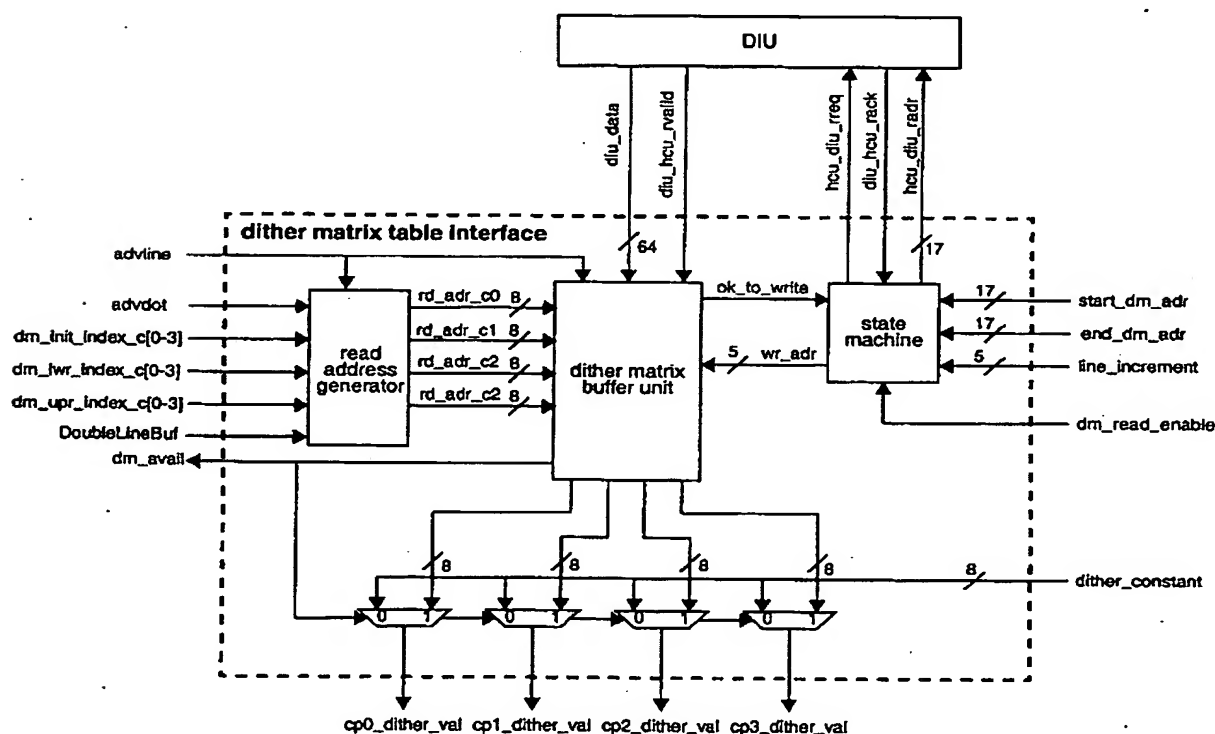 DIU
diu_data
diu_hcu_rvalid
hcu_diu_rreq
diu_hcu_rack
hcu_diu_radr
dither matrix table interface
64
17
advline
advdot
dm_init_index_c[0-3]
dm_lwr_index_c[0-3]
dm_upr_index_c[0-3]
DoubleLineBuf
dm_avail
read
address
generator
rd_adr_c0 8
rd_adr_c1 8
rd_adr_c2 8
rd_adr_c2 8
dither matrix
buffer unit
ok_to_write
5 wr_adr
state
machine
17 start_dm_adr
17 end_dm_adr
5 line_increment
dm_read_enable
8 8 8 8
8 dither_constant
0 1 0 1 0 1 0 1
cp0_dither_val cp1_dither_val cp2_dither_val cp3_dither_val